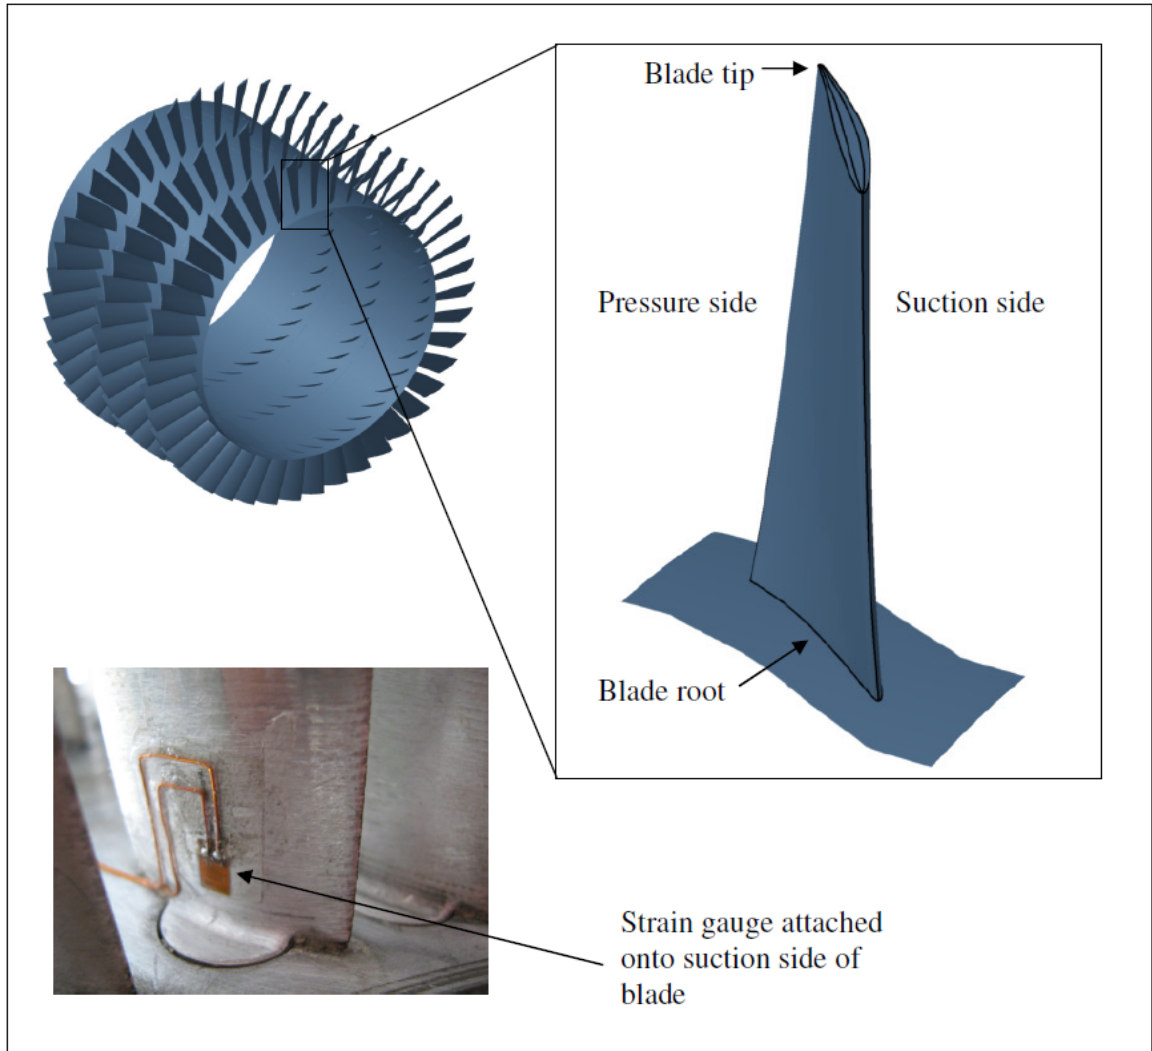 Blade tip
Pressure side
Suction side
Blade root
Strain gauge attached
onto suction side of
blade